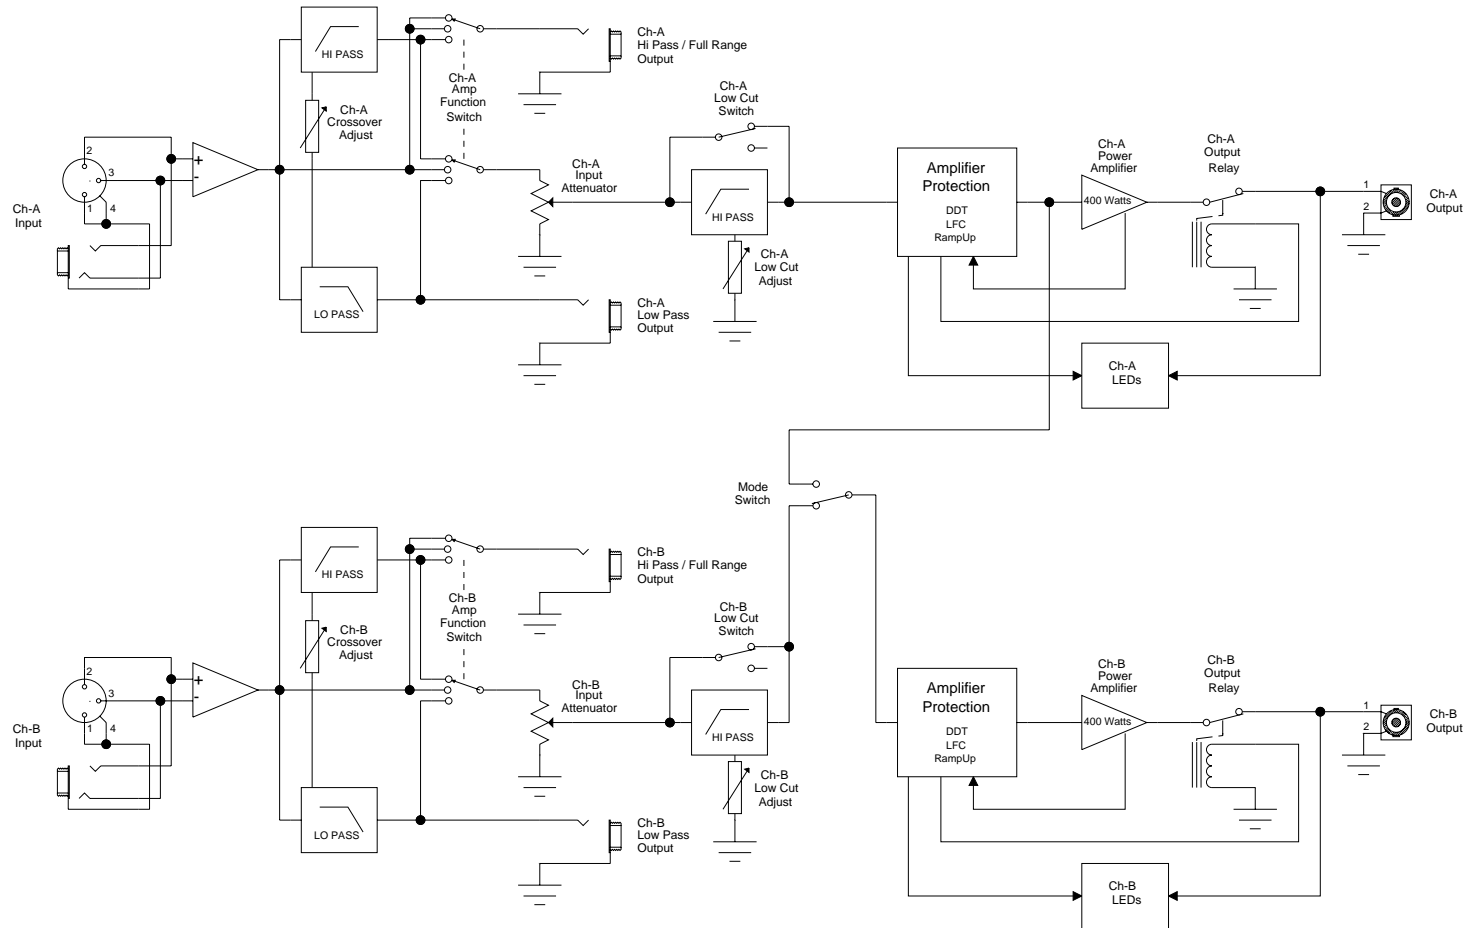 HI PASS
Ch-A
Hi Pass / Full Range
Output
Ch-A
Amp
Function
Switch
Ch-A
Crossover
Adjust
Ch-A
Low Cut
Switch
2
3
1
4
+
-
Ch-A
Input
Ch-A
Input
Attenuator
HI PASS
Ch-A
Low Cut
Adjust
Amplifier
Protection
DDT
LFC
RampUp
Ch-A
Power
Amplifier
400 Watts
Ch-A
Output
Relay
1
2
Ch-A
Output
LO PASS
Ch-A
Low Pass
Output
Ch-A
LEDs
Mode
Switch
HI PASS
Ch-B
Hi Pass / Full Range
Output
Ch-B
Amp
Function
Switch
Ch-B
Crossover
Adjust
Ch-B
Low Cut
Switch
2
3
1
4
+
-
Ch-B
Input
Ch-B
Input
Attenuator
HI PASS
Ch-B
Low Cut
Adjust
Amplifier
Protection
DDT
LFC
RampUp
Ch-B
Power
Amplifier
400 Watts
Ch-B
Output
Relay
1
2
Ch-B
Output
LO PASS
Ch-B
Low Pass
Output
Ch-B
LEDs